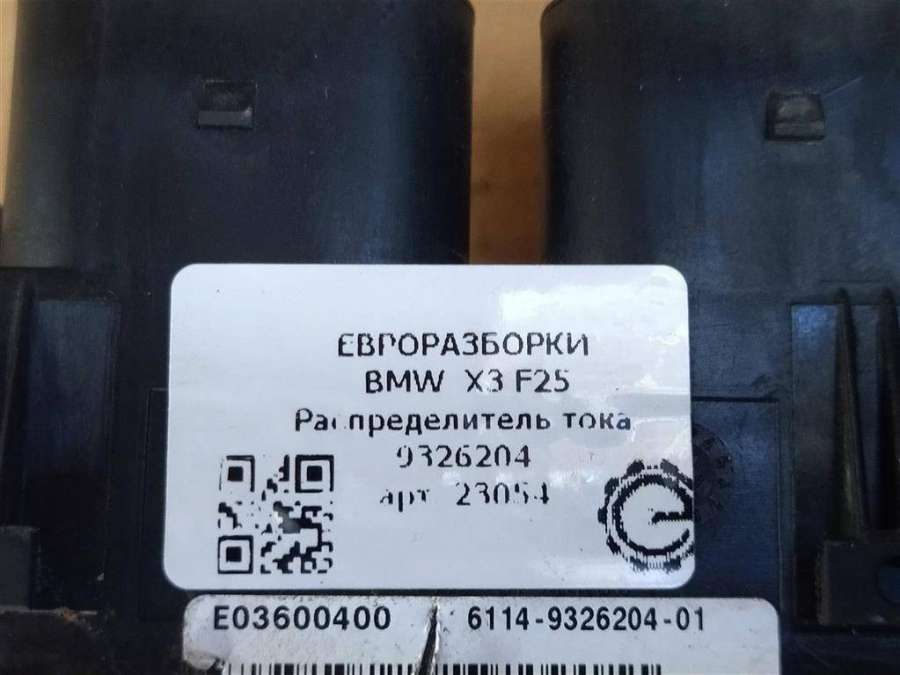 ЕВРОРАЗБОРКИ
BMW X3 F25
Распределитель тока
9326204
арт 23054
E03600400 6114-9326204-01